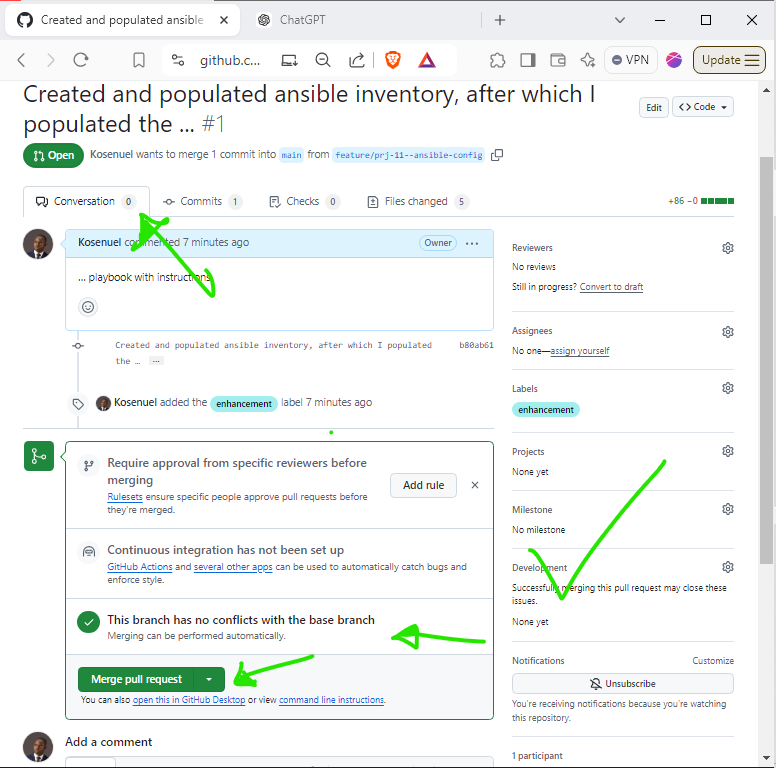 Created and populated ansible
ChatGPT
github.c...
VPN
Update
Created and populated ansible inventory, after which I
populated the ... #1
Edit
<> Code
Open
Kosenuel wants to merge 1 commit into main from feature/prj-11--ansible-config
Conversation 0
Commits 1
Checks 0
Files changed 5
+86 −0
Kosenuel commented 7 minutes ago
Owner
...
... playbook with instructions
Created and populated ansible inventory, after which I populated
the …
...
b80ab61
Kosenuel added the enhancement label 7 minutes ago
Require approval from specific reviewers before
merging
Rulesets ensure specific people approve pull requests before
they're merged.
Add rule
Continuous integration has not been set up
GitHub Actions and several other apps can be used to automatically catch bugs and
enforce style.
This branch has no conflicts with the base branch
Merging can be performed automatically.
Merge pull request
You can also open this in GitHub Desktop or view command line instructions.
Add a comment
Reviewers
No reviews
Still in progress? Convert to draft
Assignees
No one—assign yourself
Labels
enhancement
Projects
None yet
Milestone
No milestone
Development
Successfully merging this pull request may close these
issues.
None yet
Notifications
Customize
Unsubscribe
You're receiving notifications because you're watching
this repository.
1 participant